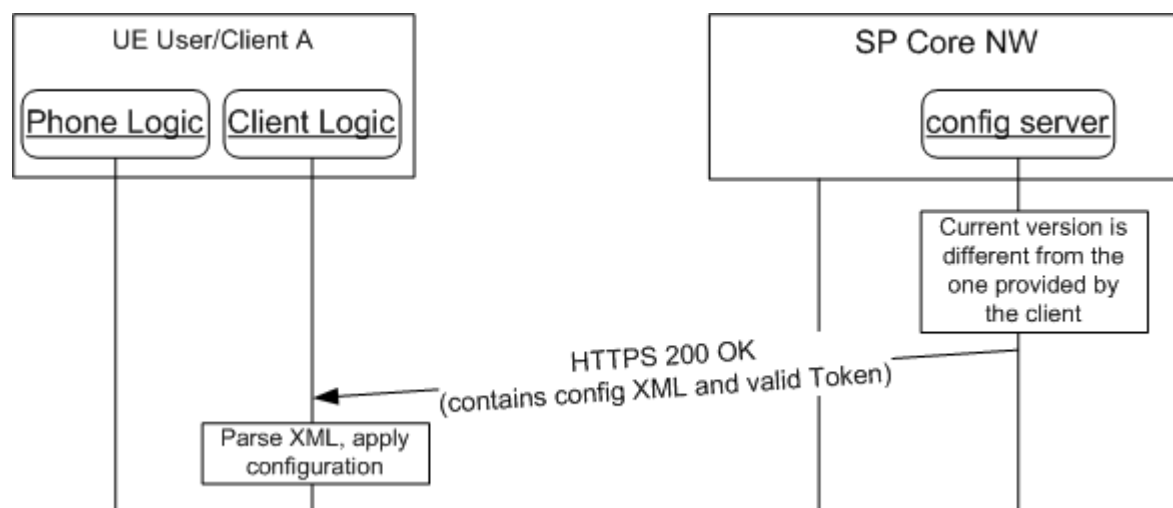 UE User/Client A
SP Core NW
Phone Logic
Client Logic
config server
Current version is
different from the
one provided by
the client
HTTPS 200 OK
(contains config XML and valid Token)
Parse XML, apply
configuration